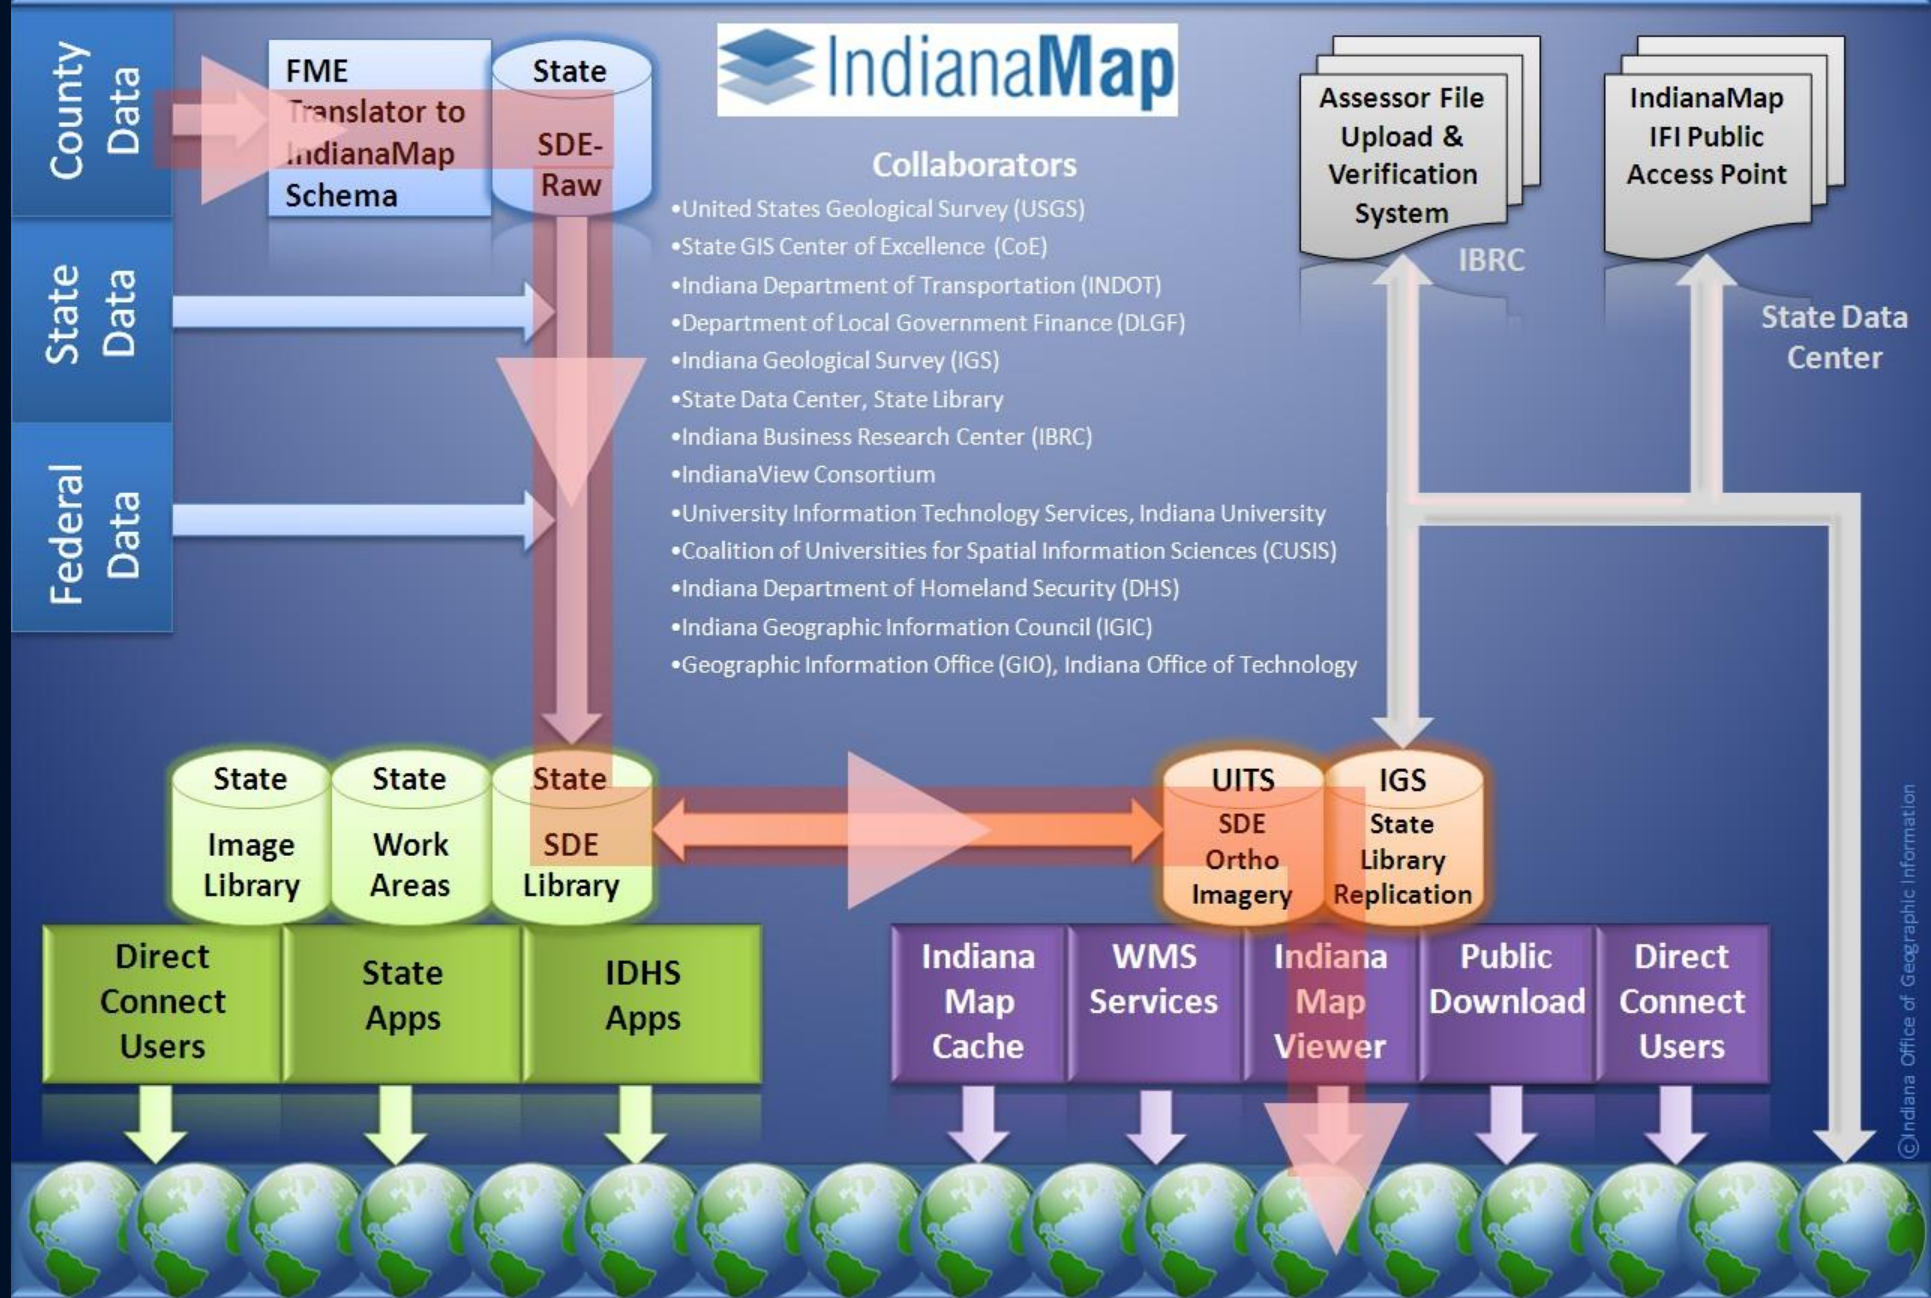 County
Data
State
Data
Federal
Data
FME
Translator to
IndianaMap
Schema
State
SDE-
Raw
IndianaMap
Collaborators
•United States Geological Survey (USGS)
•State GIS Center of Excellence (CoE)
•Indiana Department of Transportation (INDOT)
•Department of Local Government Finance (DLGF)
•Indiana Geological Survey (IGS)
•State Data Center, State Library
•Indiana Business Research Center (IBRC)
•IndianaView Consortium
•University Information Technology Services, Indiana University
•Coalition of Universities for Spatial Information Sciences (CUSIS)
•Indiana Department of Homeland Security (DHS)
•Indiana Geographic Information Council (IGIC)
•Geographic Information Office (GIO), Indiana Office of Technology
Assessor File
Upload &
Verification
System
IBRC
IndianaMap
IFI Public
Access Point
State Data
Center
State
Image
Library
State
Work
Areas
State
SDE
Library
UITS
SDE
Ortho
Imagery
IGS
State
Library
Replication
Direct
Connect
Users
State
Apps
IDHS
Apps
Indiana
Map
Cache
WMS
Services
Indiana
Map
Viewer
Public
Download
Direct
Connect
Users
©Indiana Office of Geographic Information